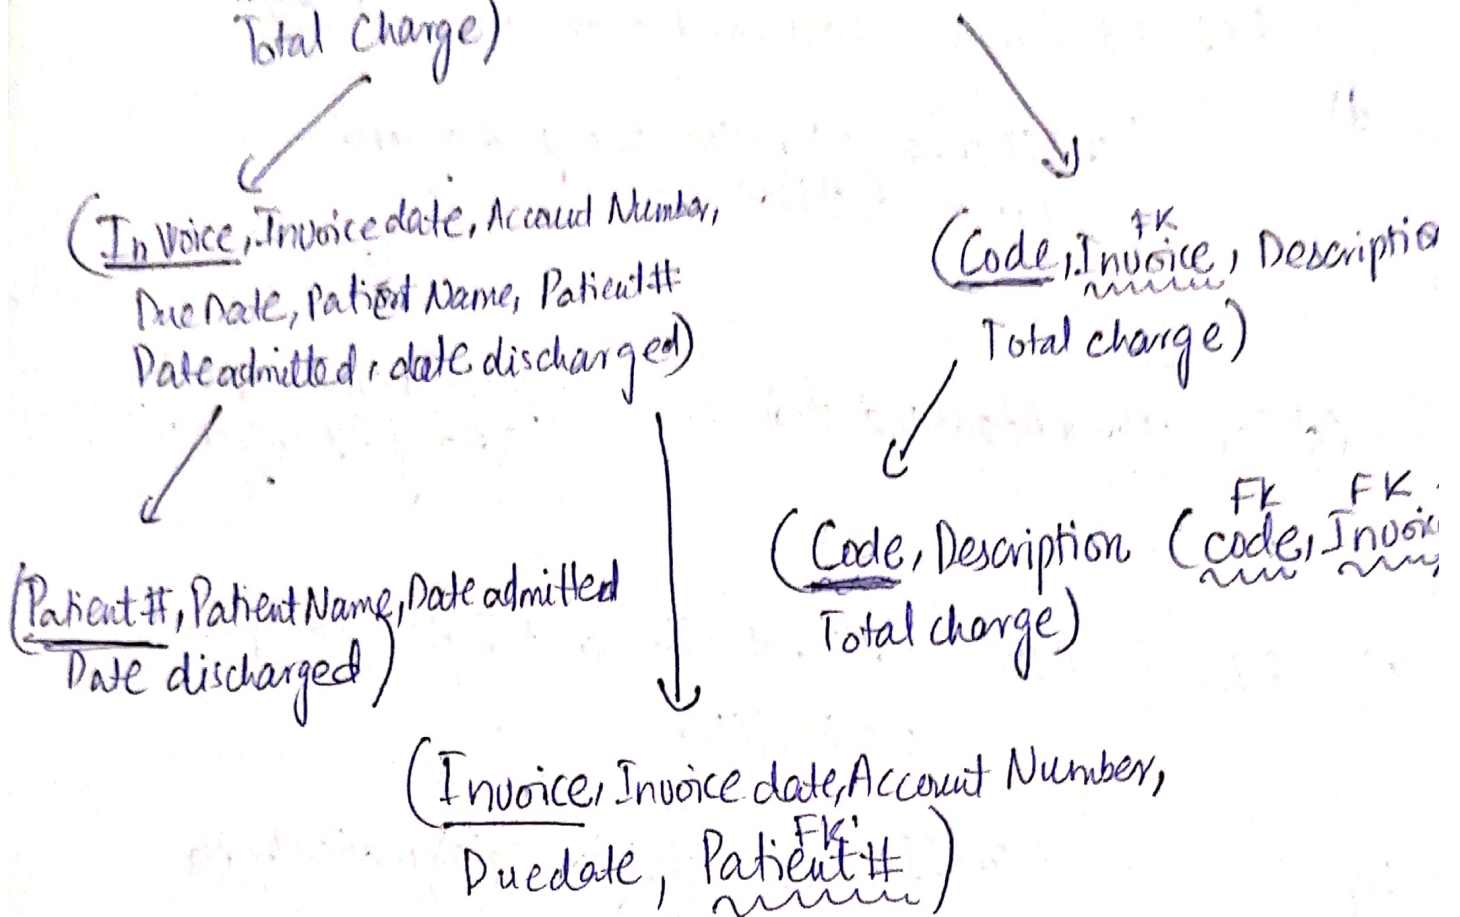 Total Charge)
(Invoice, Invoice date, Account Number,
Due Date, Patient Name, Patient#
Date admitted, date discharged)
FK
(Code, Invoice, Descriptio
Total charge)
(Patient#, Patient Name, Date admitted
Date discharged)
FK FK
(Code, Description (code, Invoic
Total charge)
(Invoice, Invoice date, Account Number,
FK
Duedate, Patient#)